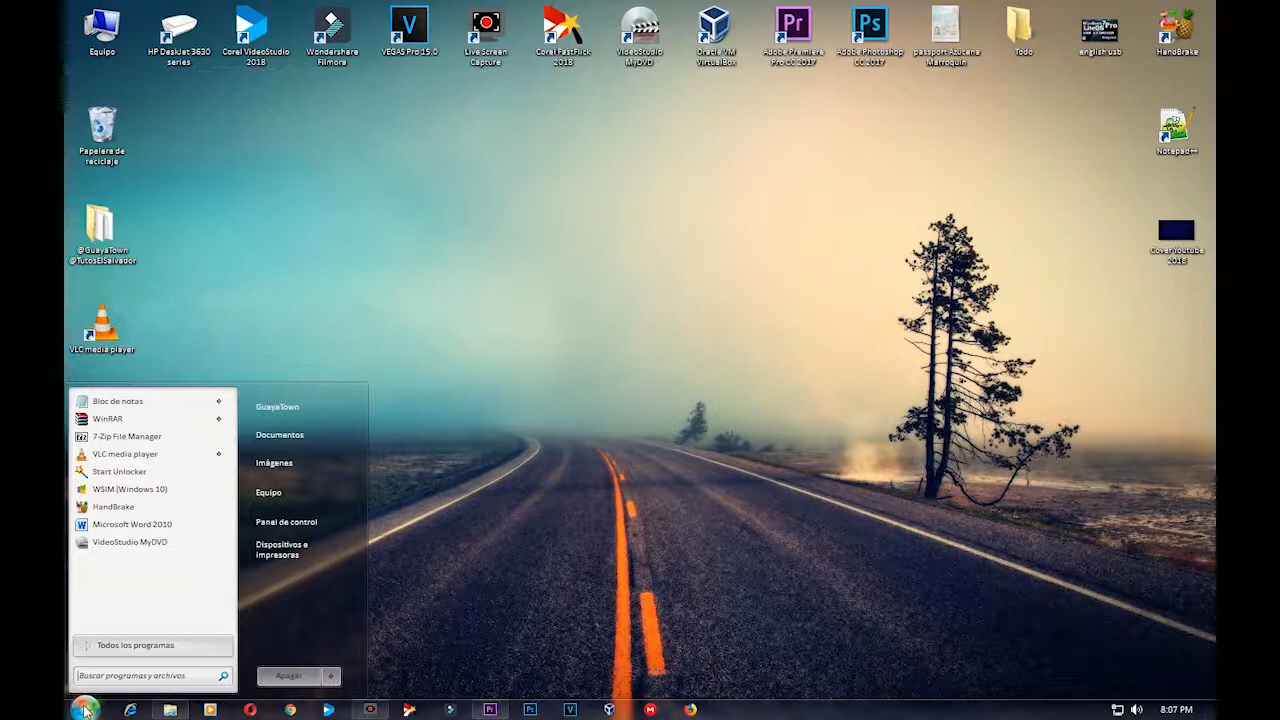 Equipo
HP Deskjet 3630
series
Corel VideoStudio
2018
Wondershare
Filmora
VEGAS Pro 15.0
Live Screen
Capture
Corel FastFlick
2018
VideoStudio
MyDVD
Oracle VM
VirtualBox
Adobe Premiere
Pro CC 2017
Adobe Photoshop
CC 2017
passport Azucena
Marroquin
Todo
english usb
HandBrake
Papelera de
reciclaje
Notepad++
@GuayaTown
@TutosElSalvador
CoverYoutube
2018
VLC media player
Bloc de notas
WinRAR
7-Zip File Manager
VLC media player
Start Unlocker
WSIM (Windows 10)
HandBrake
Microsoft Word 2010
VideoStudio MyDVD
Todos los programas
Buscar programas y archivos
GuayaTown
Documentos
Imágenes
Equipo
Panel de control
Dispositivos e
impresoras
Apagar
8:07 PM